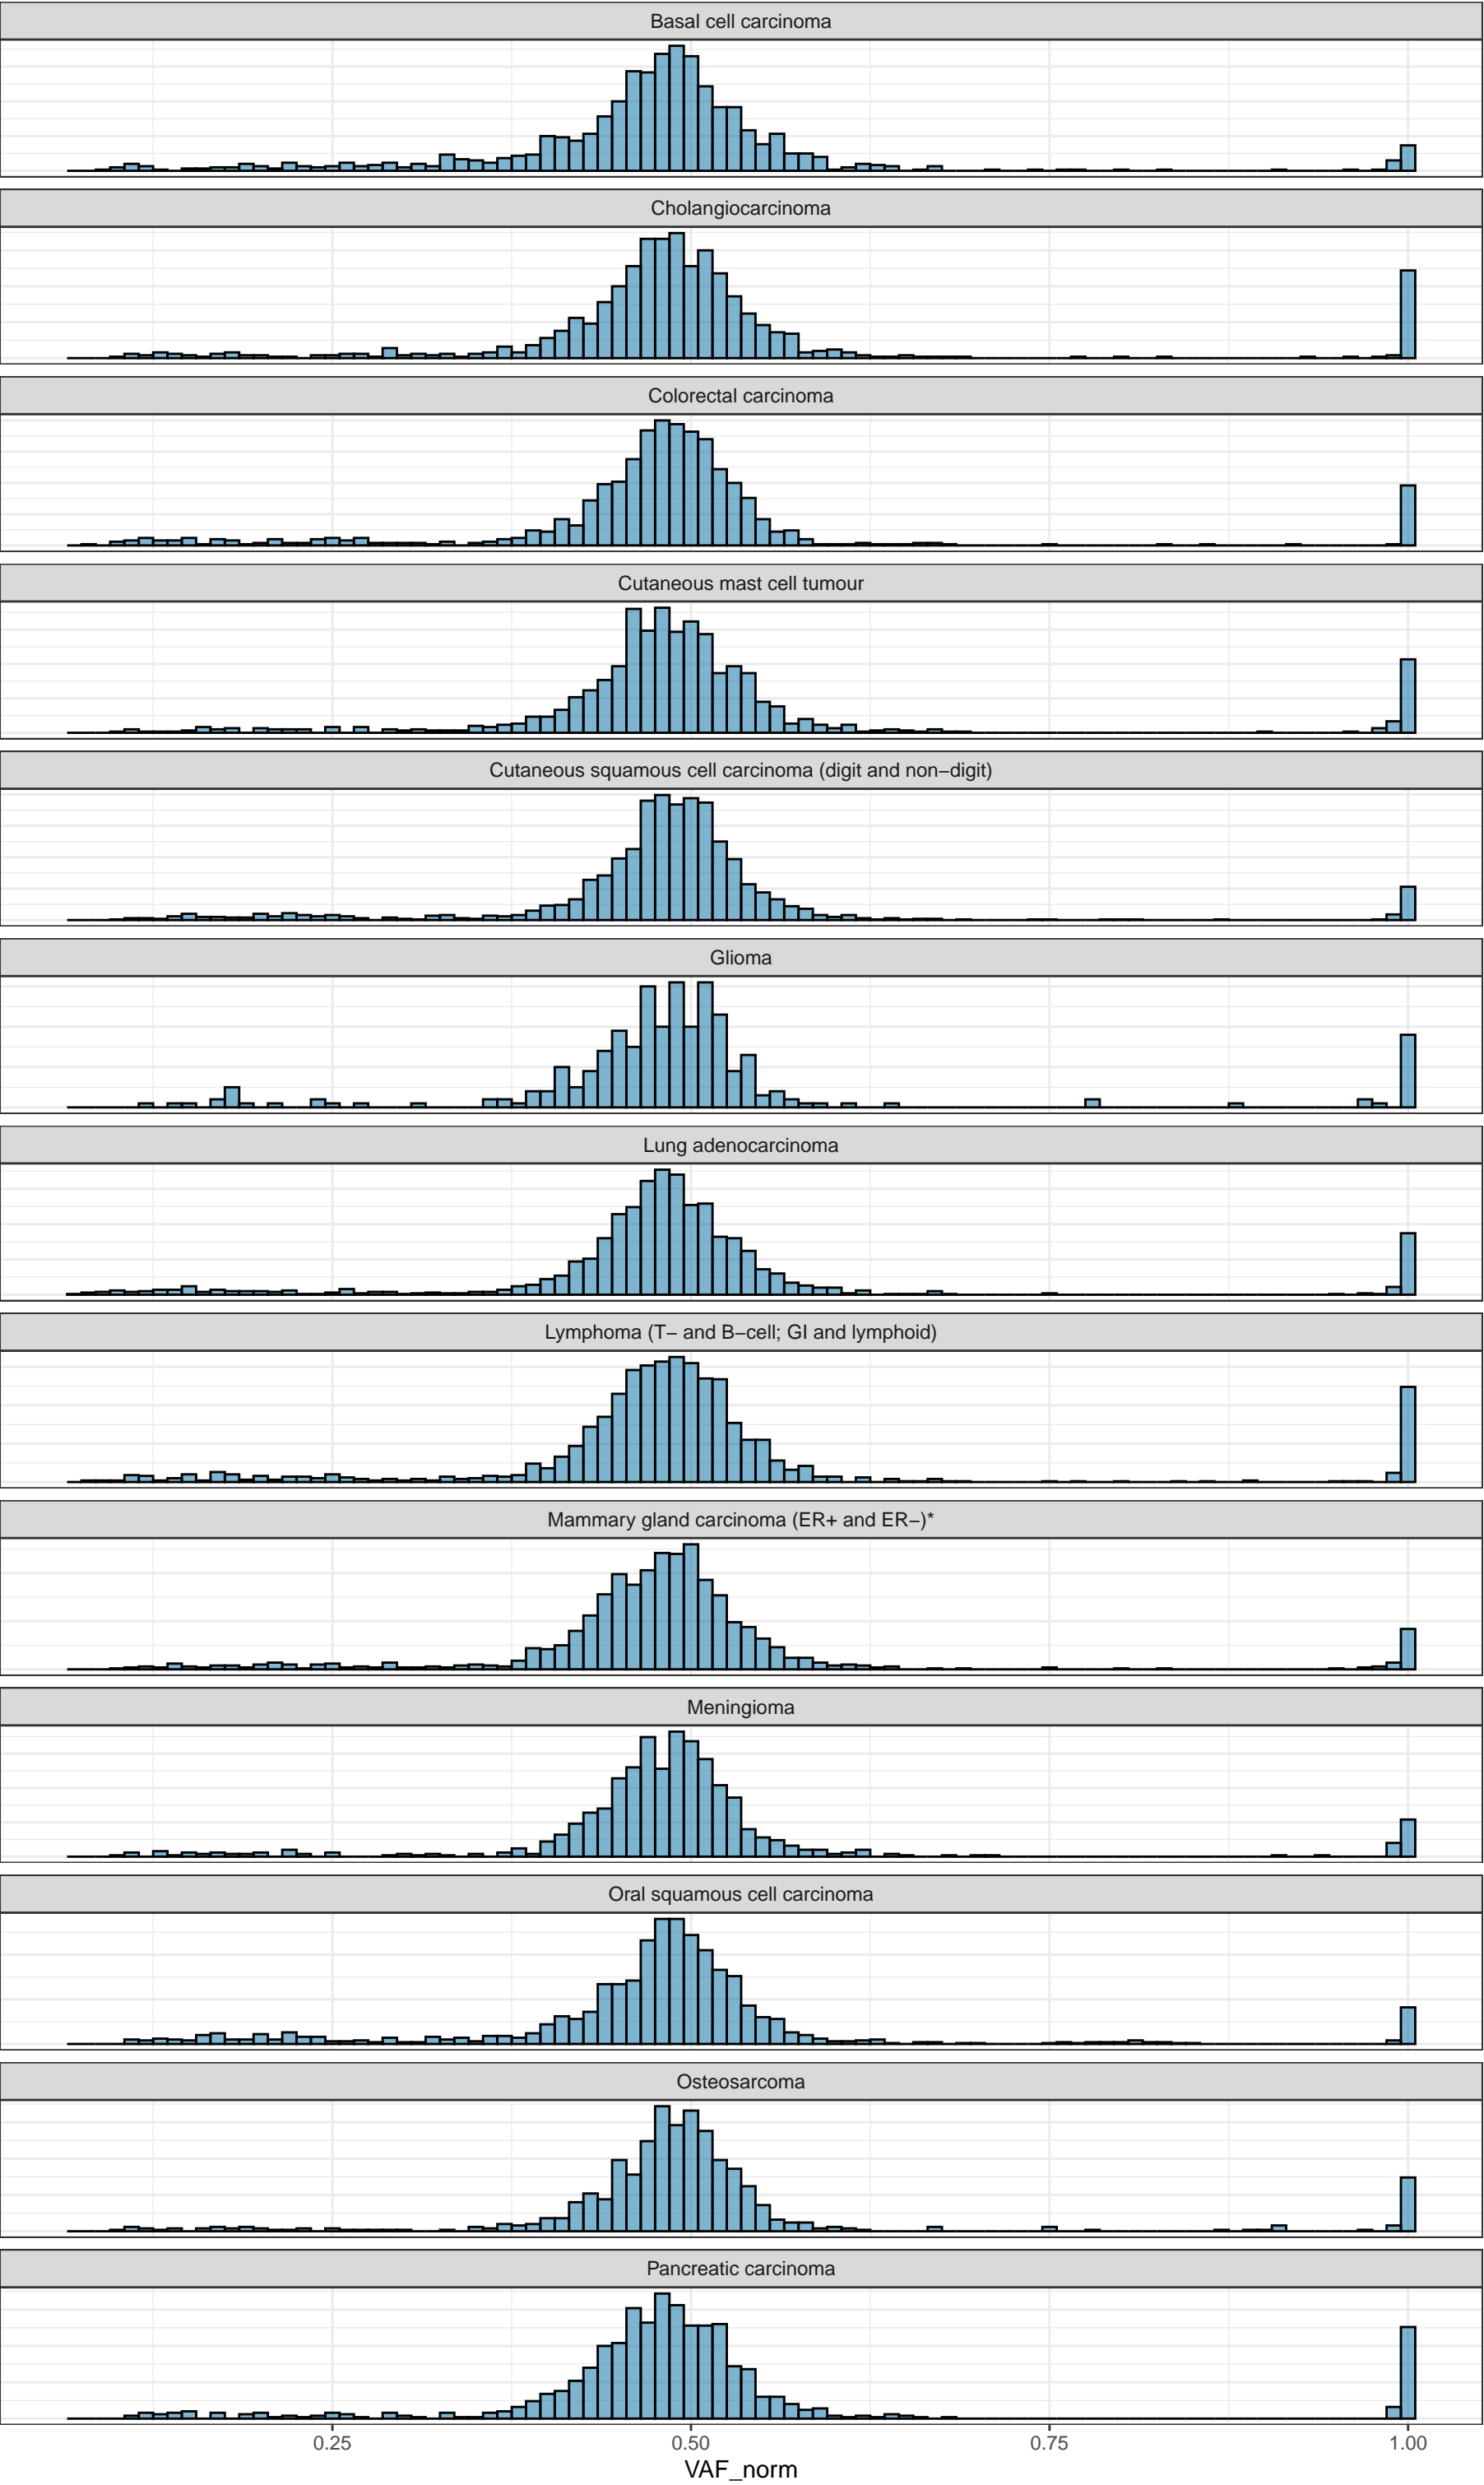 Basal cell carcinoma
Cholangiocarcinoma
Colorectal carcinoma
Cutaneous mast cell tumour
Cutaneous squamous cell carcinoma (digit and non−digit)
Glioma
Lung adenocarcinoma
Lymphoma (T− and B−cell; GI and lymphoid)
Mammary gland carcinoma (ER+ and ER−)*
Meningioma
Oral squamous cell carcinoma
Osteosarcoma
Pancreatic carcinoma
0.25 0.50 0.75 1.00
VAF_norm